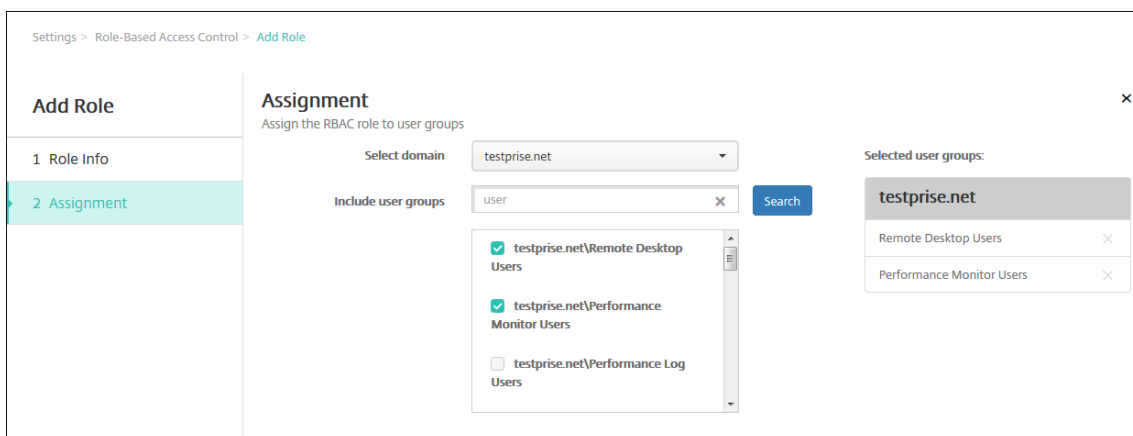 Settings > Role-Based Access Control > Add Role
Add Role
1 Role Info
2 Assignment
Assignment
Assign the RBAC role to user groups
Select domain
testprise.net
Include user groups
user
Search
testprise.net\Remote Desktop
Users
testprise.net\Performance
Monitor Users
testprise.net\Performance Log
Users
Selected user groups:
testprise.net
Remote Desktop Users
Performance Monitor Users